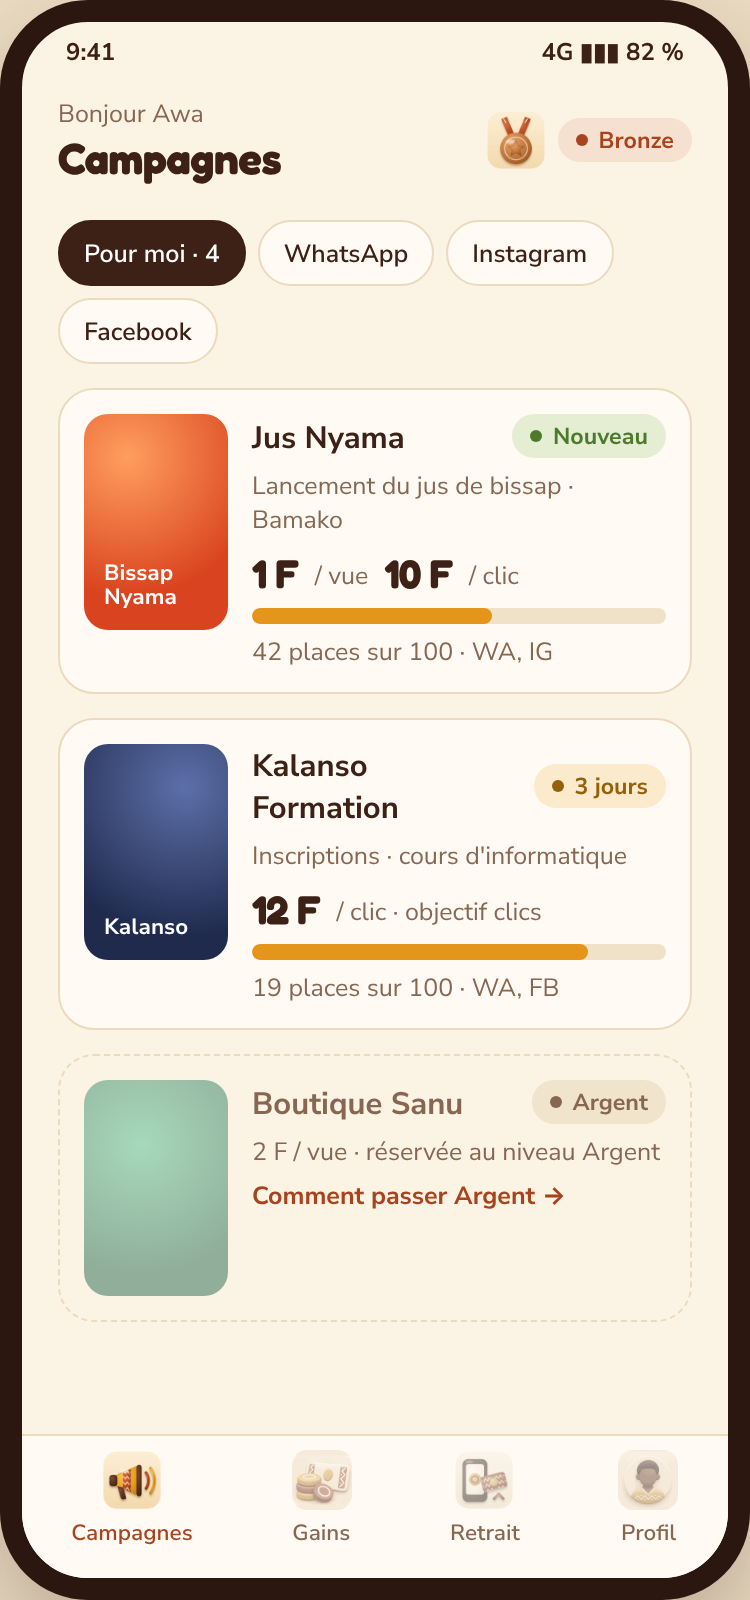 9:41
4G ▮▮▮ 82 %
Bonjour Awa
Campagnes
Bronze
Pour moi · 4
WhatsApp
Instagram
Facebook
Bissap
Nyama
Jus Nyama
Nouveau
Lancement du jus de bissap ·
Bamako
1 F / vue 10 F / clic
42 places sur 100 · WA, IG
Kalanso
Kalanso
Formation
3 jours
Inscriptions · cours d'informatique
12 F / clic · objectif clics
19 places sur 100 · WA, FB
Boutique Sanu
Argent
2 F / vue · réservée au niveau Argent
Comment passer Argent →
Campagnes
Gains
Retrait
Profil